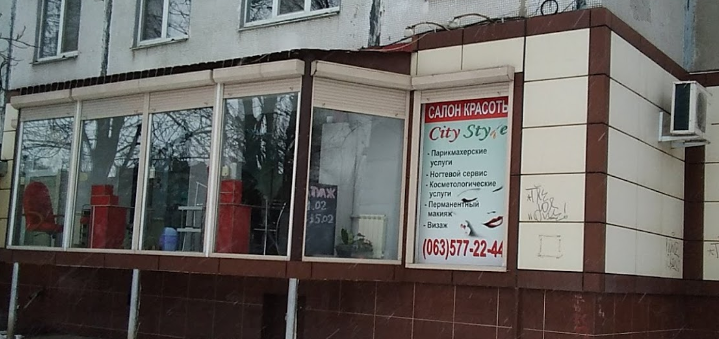 САЛОН КРАСОТЫ
City Style
- Парикмахерские
услуги
- Ногтевой сервис
- Косметологические
услуги
- Перманентный
макияж
- Визаж
(063)577-22-44